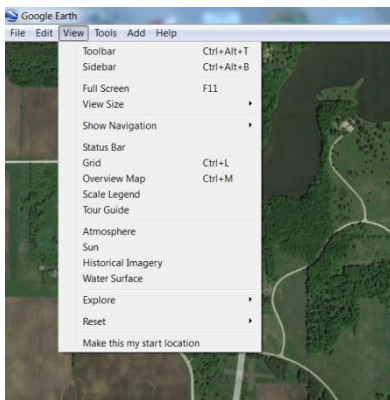 Google Earth
File Edit View Tools Add Help
Toolbar Ctrl+Alt+T
Sidebar Ctrl+Alt+B
Full Screen F11
View Size
Show Navigation
Status Bar
Grid Ctrl+L
Overview Map Ctrl+M
Scale Legend
Tour Guide
Atmosphere
Sun
Historical Imagery
Water Surface
Explore
Reset
Make this my start location